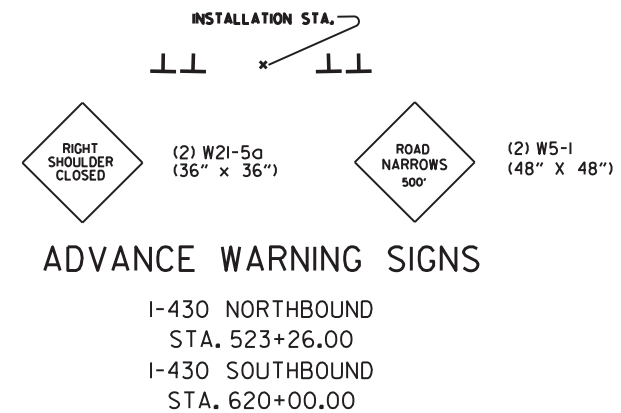 INSTALLATION STA.
RIGHT
SHOULDER
CLOSED
(2) W21-5a
(36" x 36")
ROAD
NARROWS
500'
(2) W5-1
(48" X 48")
ADVANCE WARNING SIGNS
I-430 NORTHBOUND
STA. 523+26.00
I-430 SOUTHBOUND
STA. 620+00.00